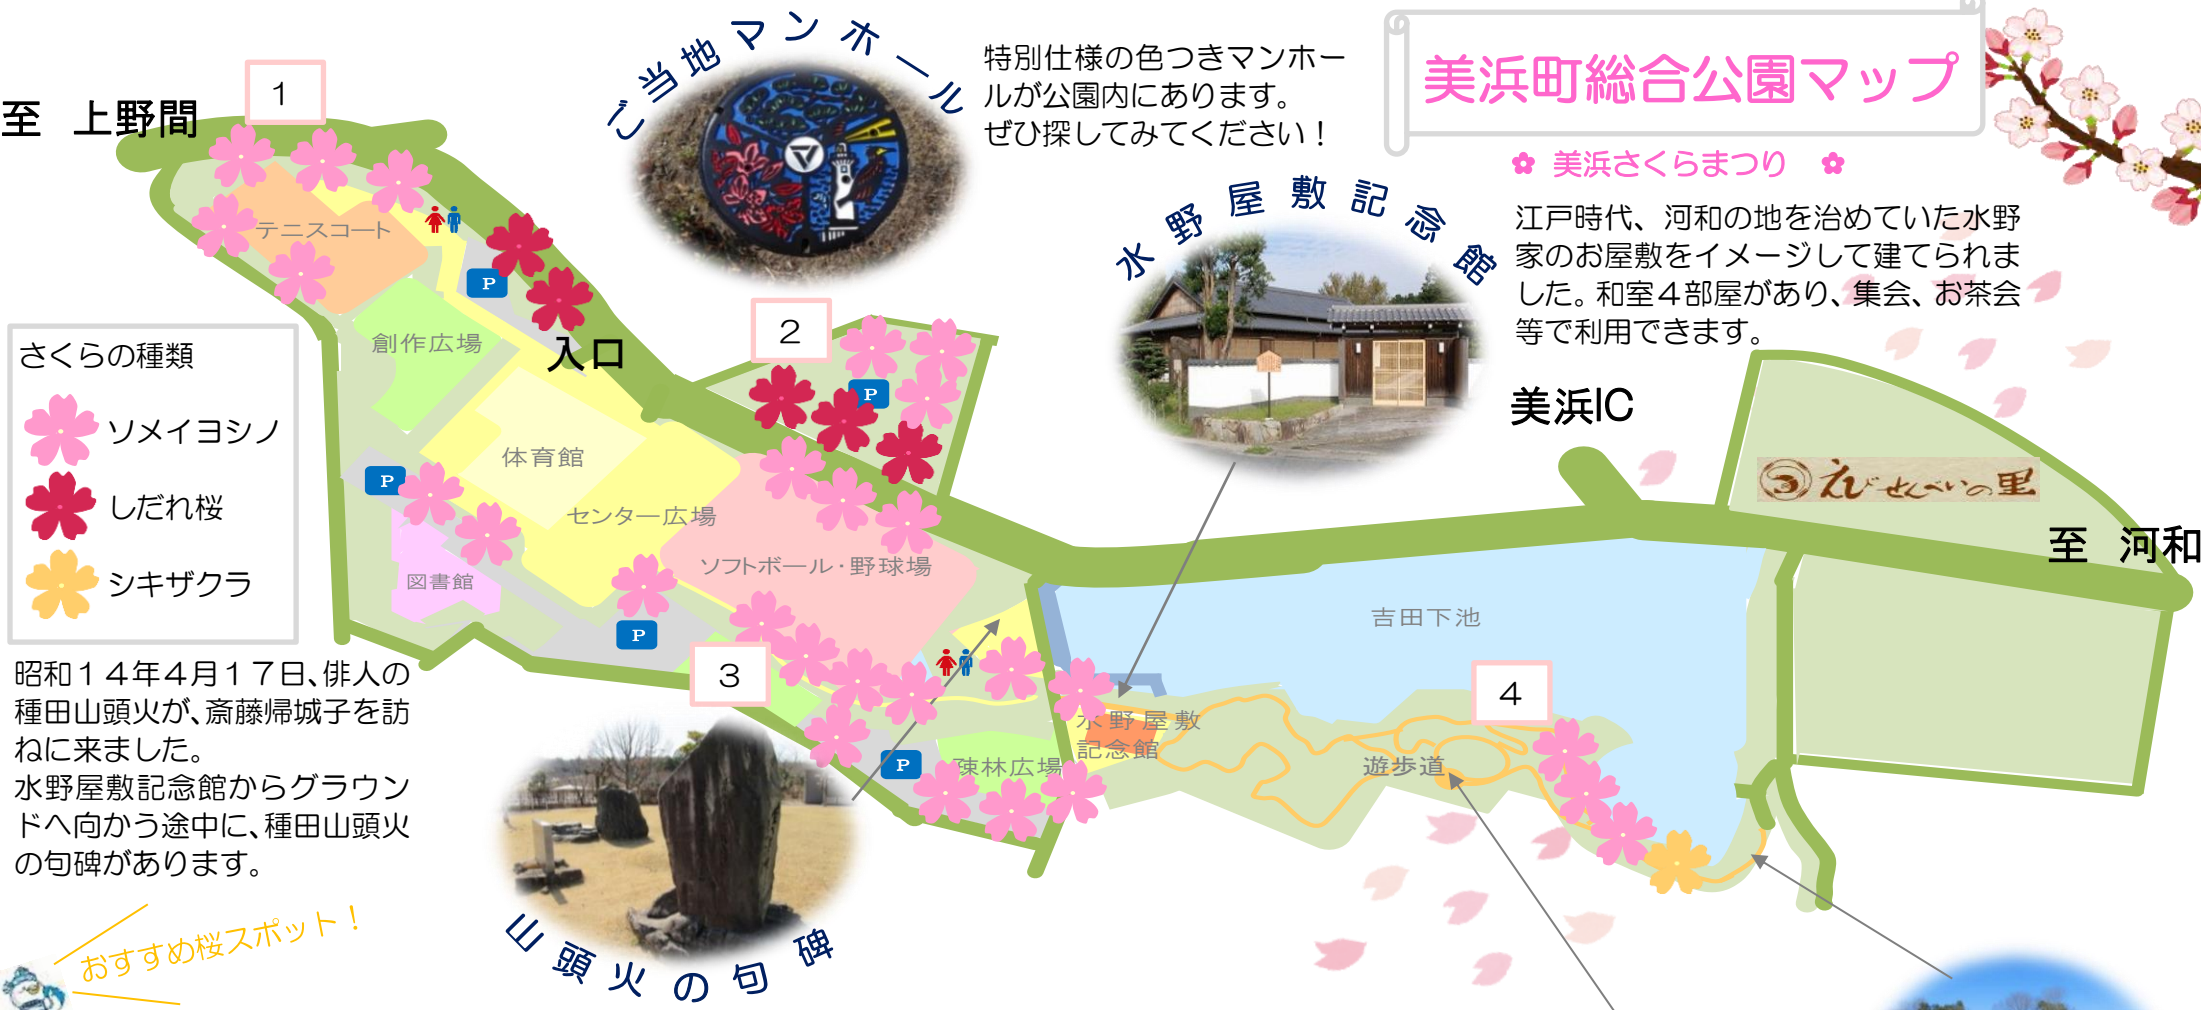 美浜町総合公園マップ
✿ 美浜さくらまつり ✿
ご当地マンホール
特別仕様の色つきマンホー
ルが公園内にあります。
ぜひ探してみてください！
水野屋敷記念館
江戸時代、河和の地を治めていた水野
家のお屋敷をイメージして建てられま
した。和室４部屋があり、集会、お茶会
等で利用できます。
至 上野間
1
テニスコート
P
創作広場
入口
2
P
美浜IC
さくらの種類
ソメイヨシノ
しだれ桜
シキザクラ
体育館
P
センター広場
図書館
ソフトボール・野球場
P
えびせんべいの里
至 河和
吉田下池
3
4
水野屋敷
記念館
疎林広場
P
遊歩道
昭和１４年４月１７日、俳人の
種田山頭火が、斎藤帰城子を訪
ねに来ました。
水野屋敷記念館からグラウン
ドへ向かう途中に、種田山頭火
の句碑があります。
山頭火の句碑
おすすめ桜スポット！